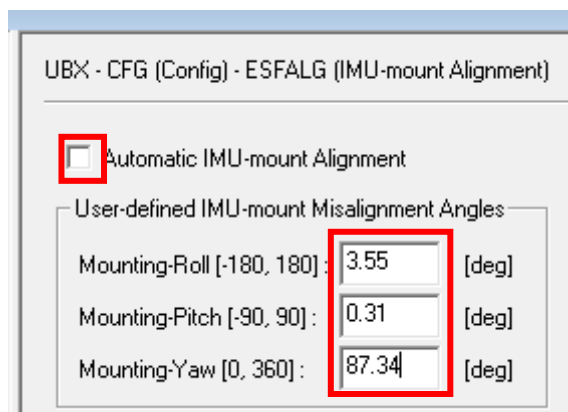 UBX - CFG (Config) - ESFALG (IMU-mount Alignment)
Automatic IMU-mount Alignment
User-defined IMU-mount Misalignment Angles
Mounting-Roll [-180, 180] : 3.55 [deg]
Mounting-Pitch [-90, 90] : 0.31 [deg]
Mounting-Yaw [0, 360] : 87.34 [deg]